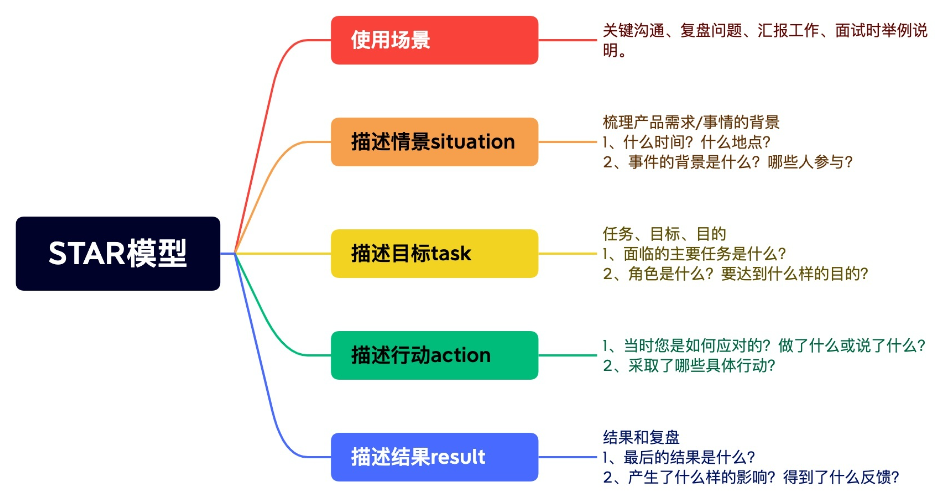 STAR模型
使用场景
关键沟通、复盘问题、汇报工作、面试时举例说
明。
描述情景situation
梳理产品需求/事情的背景
1、什么时间？什么地点？
2、事件的背景是什么？哪些人参与？
描述目标task
任务、目标、目的
1、面临的主要任务是什么？
2、角色是什么？要达到什么样的目的？
描述行动action
1、当时您是如何应对的？做了什么或说了什么？
2、采取了哪些具体行动？
描述结果result
结果和复盘
1、最后的结果是什么？
2、产生了什么样的影响？得到了什么反馈？